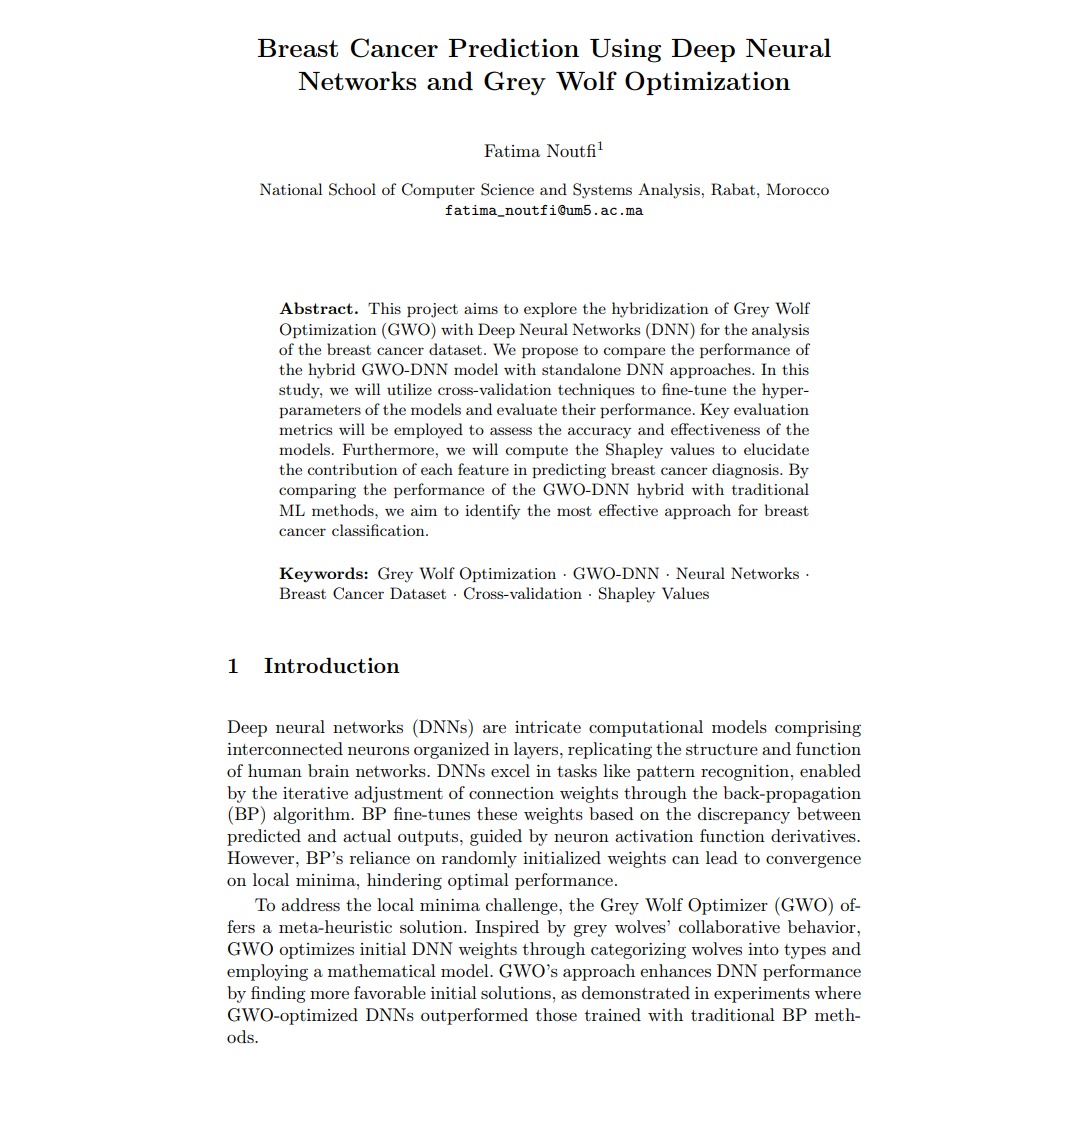 Breast Cancer Prediction Using Deep Neural
Networks and Grey Wolf Optimization
Fatima Noutfi¹
National School of Computer Science and Systems Analysis, Rabat, Morocco
fatima_noutfi@um5.ac.ma
Abstract. This project aims to explore the hybridization of Grey Wolf
Optimization (GWO) with Deep Neural Networks (DNN) for the analysis
of the breast cancer dataset. We propose to compare the performance of
the hybrid GWO-DNN model with standalone DNN approaches. In this
study, we will utilize cross-validation techniques to fine-tune the hyper-
parameters of the models and evaluate their performance. Key evaluation
metrics will be employed to assess the accuracy and effectiveness of the
models. Furthermore, we will compute the Shapley values to elucidate
the contribution of each feature in predicting breast cancer diagnosis. By
comparing the performance of the GWO-DNN hybrid with traditional
ML methods, we aim to identify the most effective approach for breast
cancer classification.
Keywords: Grey Wolf Optimization · GWO-DNN · Neural Networks ·
Breast Cancer Dataset · Cross-validation · Shapley Values
1 Introduction
Deep neural networks (DNNs) are intricate computational models comprising
interconnected neurons organized in layers, replicating the structure and function
of human brain networks. DNNs excel in tasks like pattern recognition, enabled
by the iterative adjustment of connection weights through the back-propagation
(BP) algorithm. BP fine-tunes these weights based on the discrepancy between
predicted and actual outputs, guided by neuron activation function derivatives.
However, BP's reliance on randomly initialized weights can lead to convergence
on local minima, hindering optimal performance.
To address the local minima challenge, the Grey Wolf Optimizer (GWO) of-
fers a meta-heuristic solution. Inspired by grey wolves' collaborative behavior,
GWO optimizes initial DNN weights through categorizing wolves into types and
employing a mathematical model. GWO's approach enhances DNN performance
by finding more favorable initial solutions, as demonstrated in experiments where
GWO-optimized DNNs outperformed those trained with traditional BP meth-
ods.